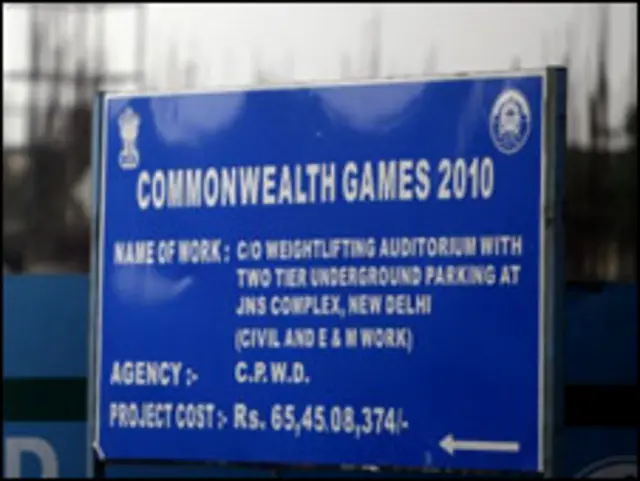 COMMONWEALTH GAMES 2010
NAME OF WORK : C/O WEIGHTLIFTING AUDITORIUM WITH
TWO TIER UNDERGROUND PARKING AT
JNS COMPLEX, NEW DELHI
(CIVIL AND E & M WORK)
AGENCY :- C.P.W.D.
PROJECT COST :- Rs. 65,45,08,374/-
D